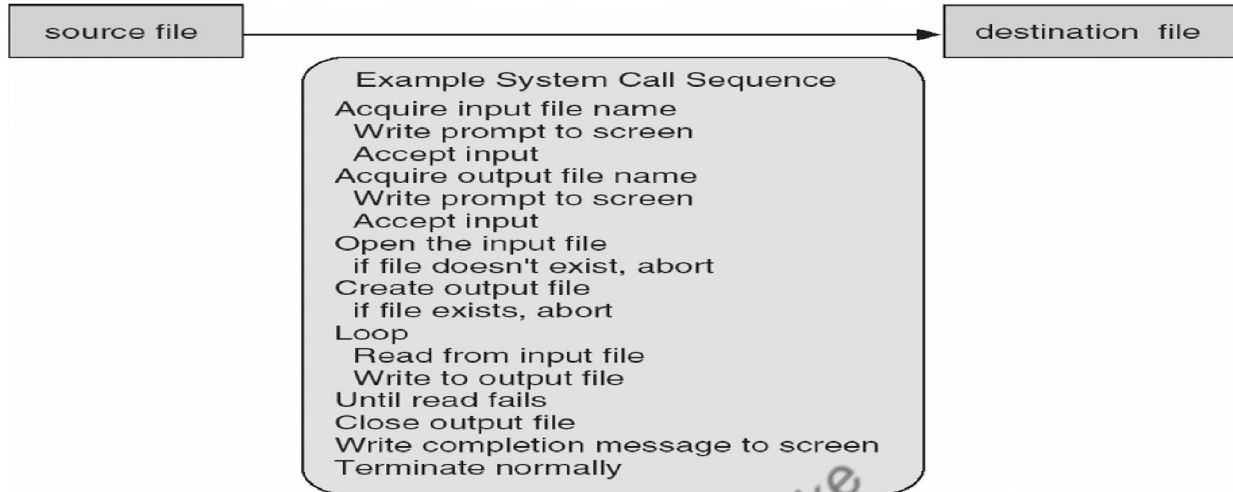 source file
destination file
Example System Call Sequence
Acquire input file name
Write prompt to screen
Accept input
Acquire output file name
Write prompt to screen
Accept input
Open the input file
if file doesn't exist, abort
Create output file
if file exists, abort
Loop
Read from input file
Write to output file
Until read fails
Close output file
Write completion message to screen
Terminate normally